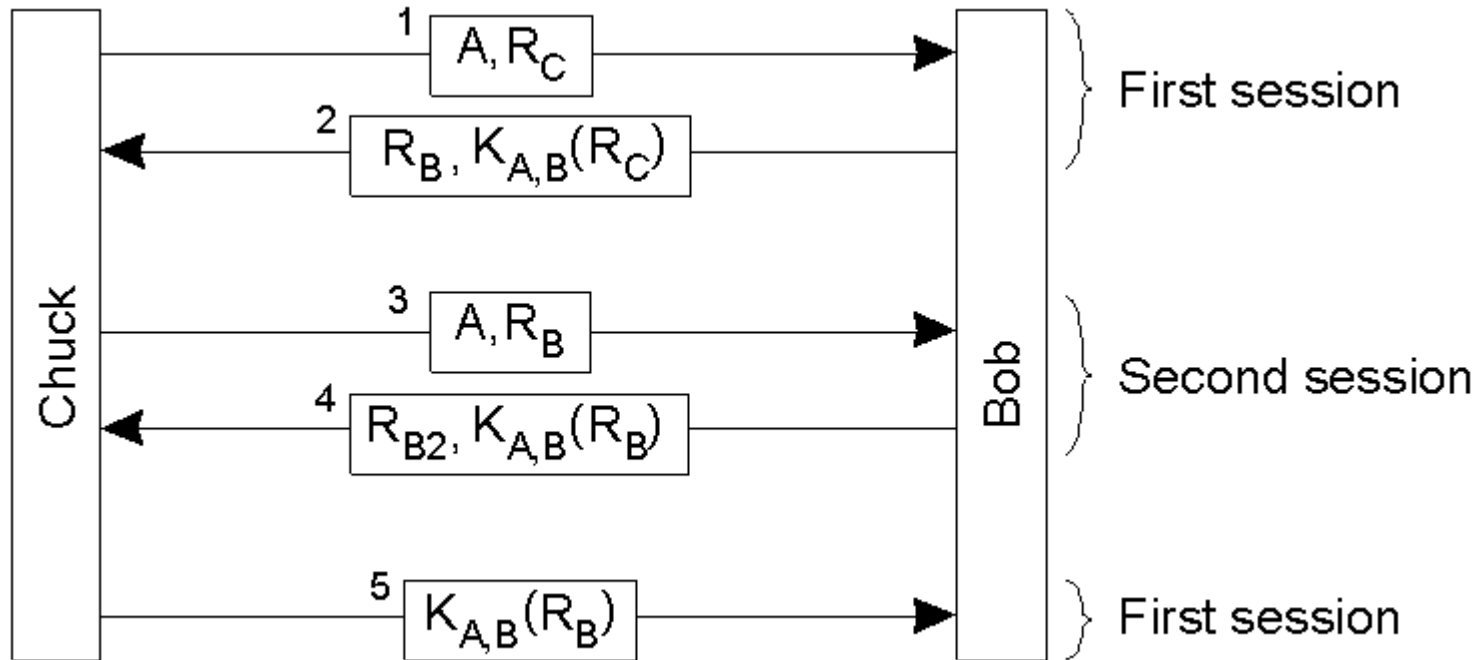 1
A, R_C
First session
2
R_B, K_A,B(R_C)
Chuck
Bob
3
A, R_B
Second session
4
R_B2, K_A,B(R_B)
5
K_A,B(R_B)
First session